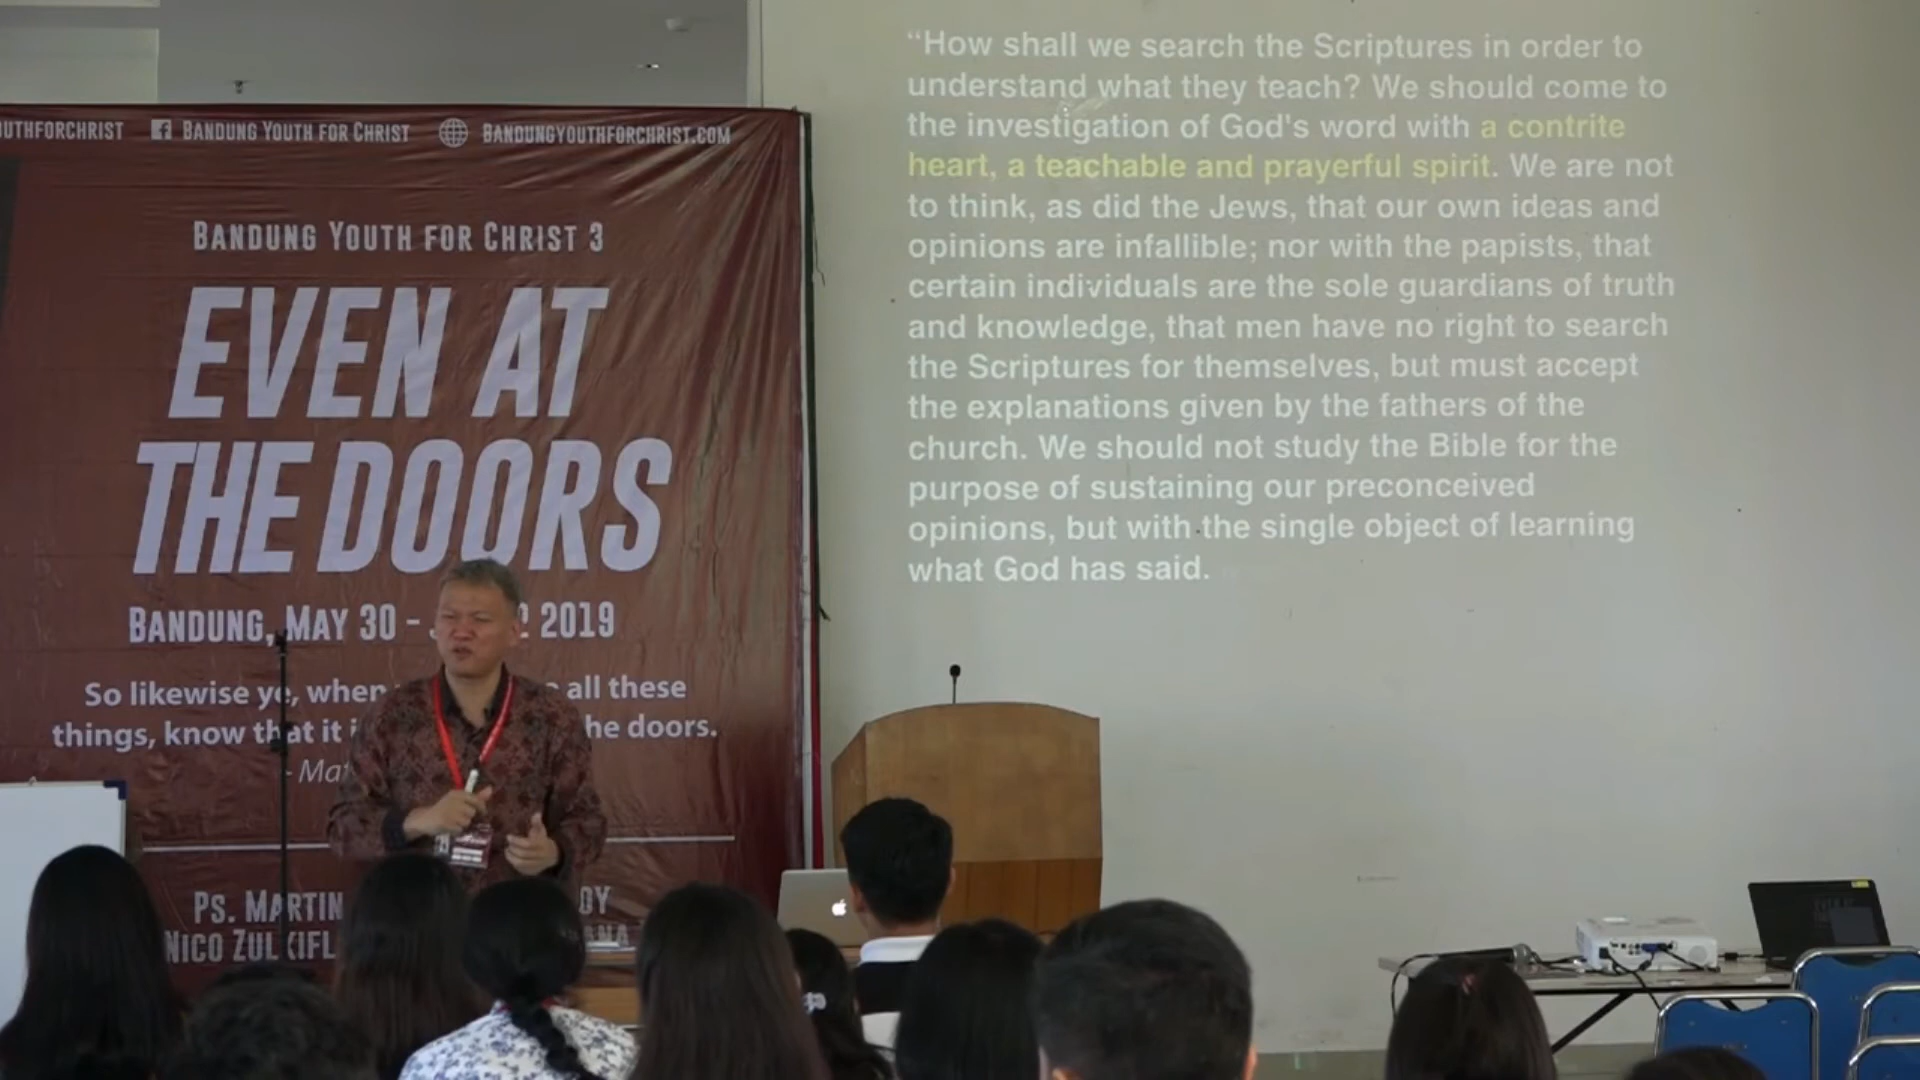 OUTHFORCHRIST BANDUNG YOUTH FOR CHRIST BANDUNGYOUTHFORCHRIST.COM
BANDUNG YOUTH FOR CHRIST 3
EVEN AT
THE DOORS
BANDUNG, MAY 30 - 2 2019
So likewise ye, when all these
things, know that it i he doors.
- Mat
PS. MARTIN OY
NICO ZULKIFL ANA
“How shall we search the Scriptures in order to
understand what they teach? We should come to
the investigation of God's word with a contrite
heart, a teachable and prayerful spirit. We are not
to think, as did the Jews, that our own ideas and
opinions are infallible; nor with the papists, that
certain individuals are the sole guardians of truth
and knowledge, that men have no right to search
the Scriptures for themselves, but must accept
the explanations given by the fathers of the
church. We should not study the Bible for the
purpose of sustaining our preconceived
opinions, but with the single object of learning
what God has said.